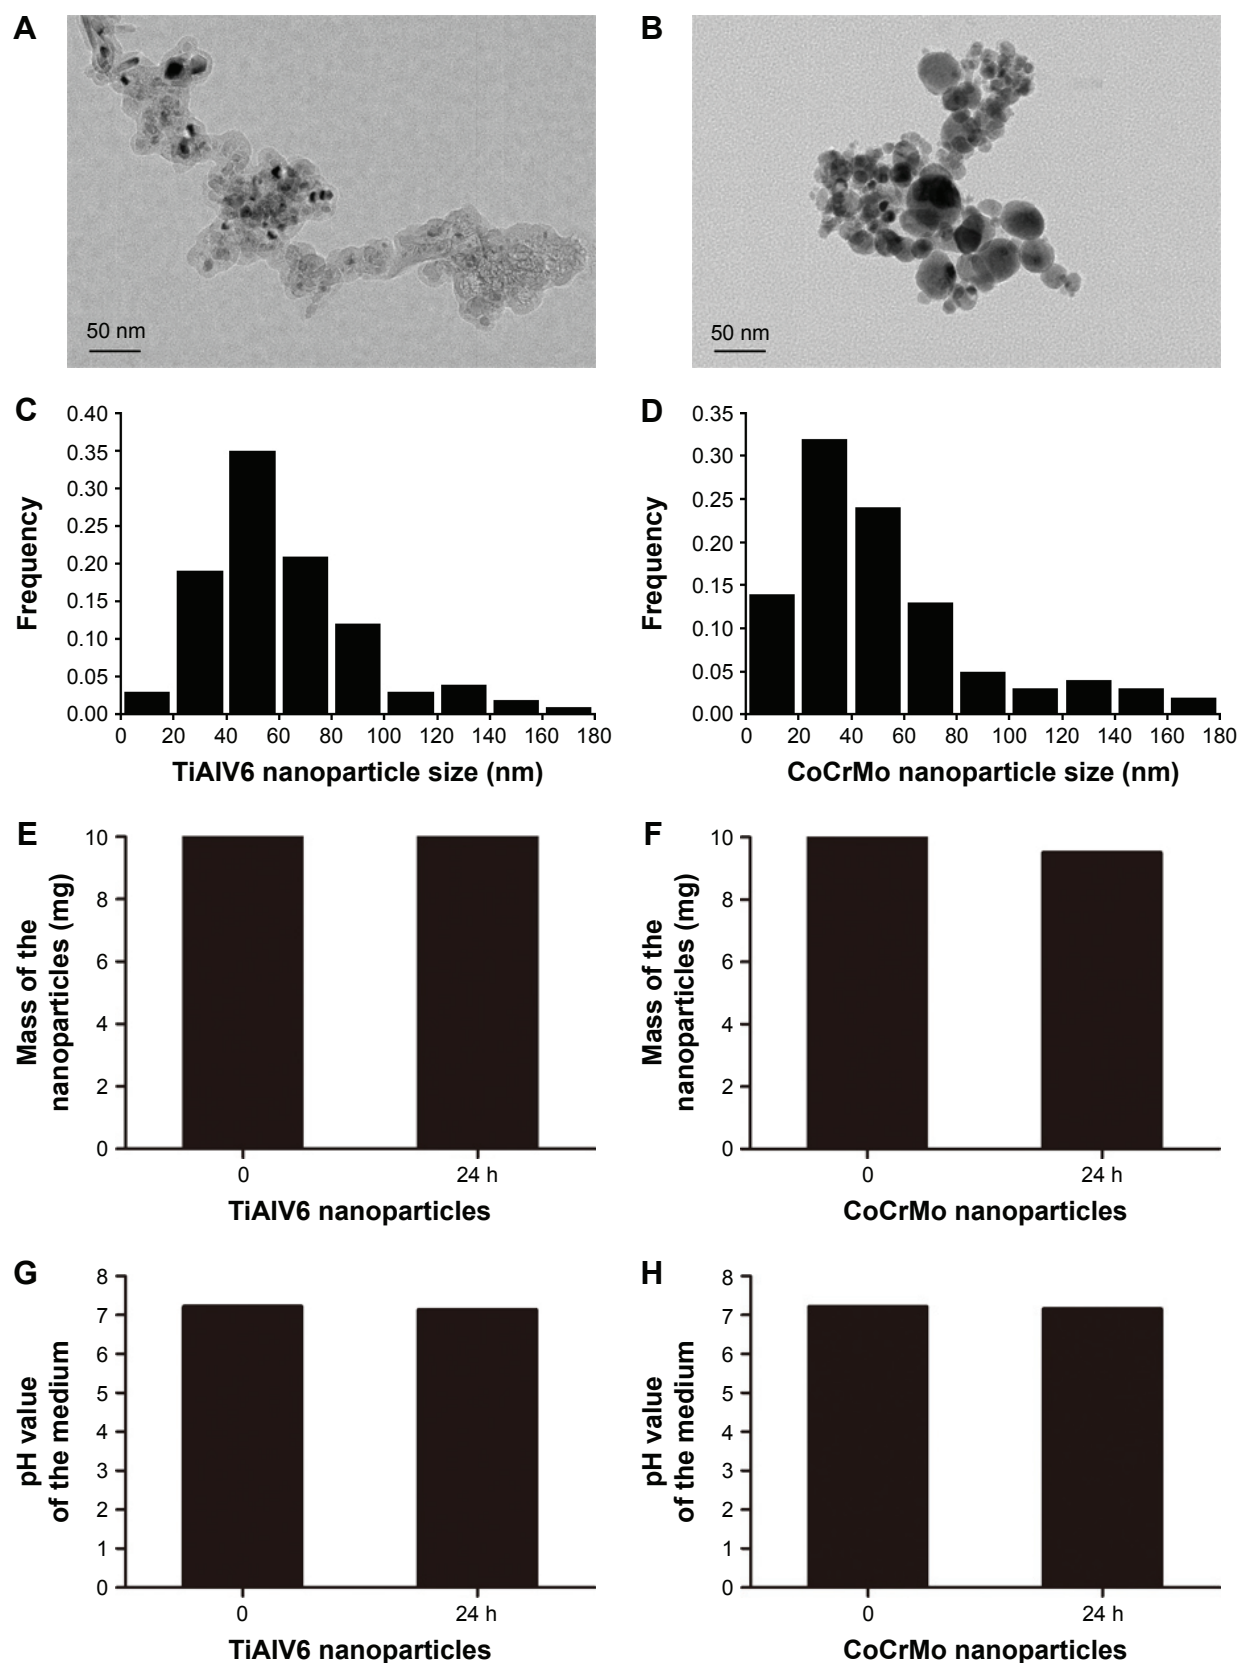 A
B
50 nm
50 nm
C
D
Frequency
0.40
0.35
0.30
0.25
0.20
0.15
0.10
0.05
0.00
0 20 40 60 80 100 120 140 160 180
TiAIV6 nanoparticle size (nm)
Frequency
0.35
0.30
0.25
0.20
0.15
0.10
0.05
0.00
0 20 40 60 80 100 120 140 160 180
CoCrMo nanoparticle size (nm)
E
F
Mass of the
nanoparticles (mg)
10
8
6
4
2
0
0 24 h
TiAIV6 nanoparticles
Mass of the
nanoparticles (mg)
10
8
6
4
2
0
0 24 h
CoCrMo nanoparticles
G
H
pH value
of the medium
8
7
6
5
4
3
2
1
0
0 24 h
TiAIV6 nanoparticles
pH value
of the medium
8
7
6
5
4
3
2
1
0
0 24 h
CoCrMo nanoparticles